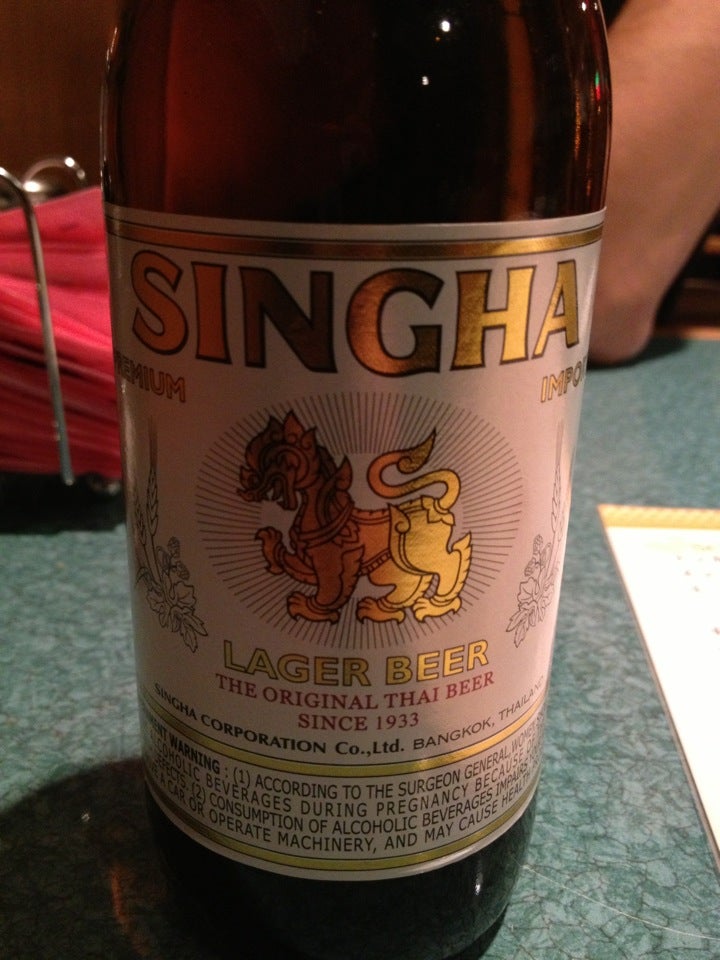 SINGHA
PREMIUM
LAGER BEER
THE ORIGINAL THAI BEER
SINCE 1933
SINGHA CORPORATION Co.,Ltd. BANGKOK, THAILAND
WARNING : (1) ACCORDING TO THE SURGEON GENERAL, WOMEN
BEVERAGES DURING PREGNANCY BECAUSE OF
(2) CONSUMPTION OF ALCOHOLIC BEVERAGES IMPAIRS
A CAR OR OPERATE MACHINERY, AND MAY CAUSE HEALTH